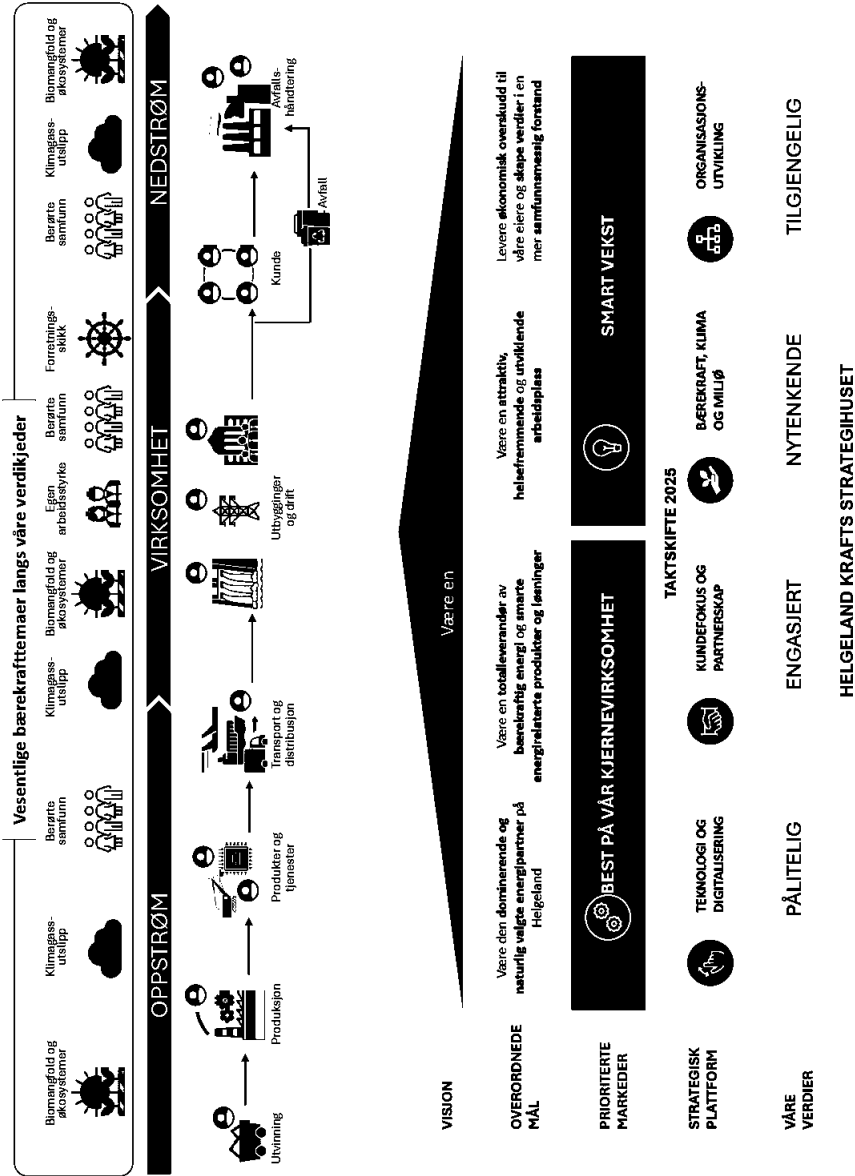 Vesentlige bærekrafttemaer langs våre verdikjeder
Biomangfold og
økosystemer
Klimagass-
utslipp
Berørte
samfunn
Klimagass-
utslipp
Biomangfold og
økosystemer
Egen
arbeidsstyrke
Berørte
samfunn
Forretnings-
skikk
Berørte
samfunn
Klimagass-
utslipp
Biomangfold og
økosystemer
OPPSTRØM
VIRKSOMHET
NEDSTRØM
Utvinning
Produksjon
Produkter og
tjenester
Transport og
distribusjon
Utbygginger
og drift
Kunde
Avfall
Avfalls-
håndtering
VISJON
Være en
OVERORDNEDE
MÅL
Være den dominerende og
naturlig valgte energipartner på
Helgeland
Være en totalleverandør av
bærekraftig energi og smarte
energirelaterte produkter og løsninger
Være en attraktiv,
helsefremmende og utviklende
arbeidsplass
Levere økonomisk overskudd til
våre eiere og skape verdier i en
mer samfunnsmessig forstand
PRIORITERTE
MARKEDER
BEST PÅ VÅR KJERNEVIRKSOMHET
SMART VEKST
TAKTSKIFTE 2025
STRATEGISK
PLATTFORM
TEKNOLOGI OG
DIGITALISERING
KUNDEFOKUS OG
PARTNERSKAP
BÆREKRAFT, KLIMA
OG MILJØ
ORGANISASJONS-
UTVIKLING
VÅRE
VERDIER
PÅLITELIG
ENGASJERT
NYTENKENDE
TILGJENGELIG
HELGELAND KRAFTS STRATEGIHUSET